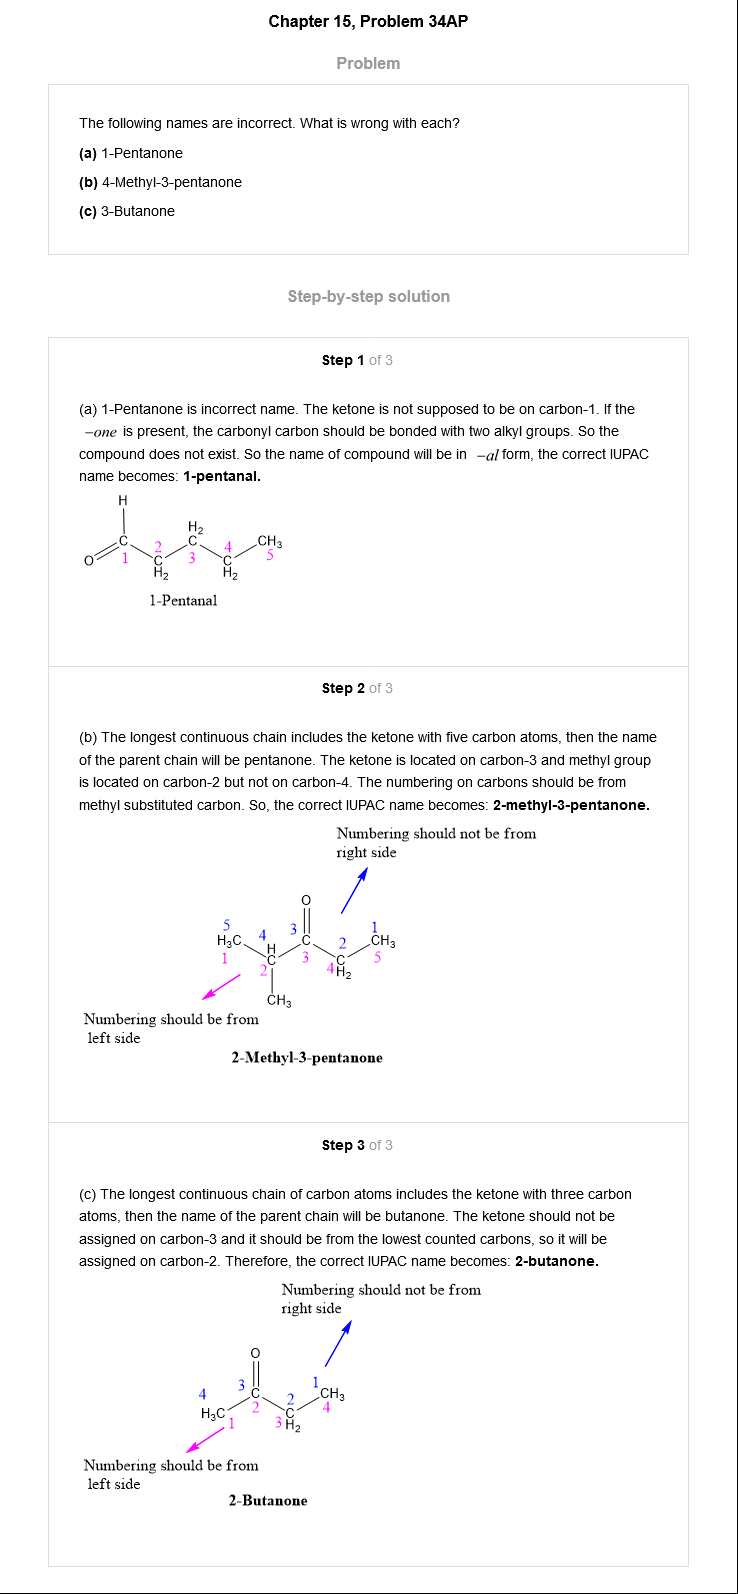 Chapter 15, Problem 34AP
Problem
The following names are incorrect. What is wrong with each?
(a) 1-Pentanone
(b) 4-Methyl-3-pentanone
(c) 3-Butanone
Step-by-step solution
Step 1 of 3
(a) 1-Pentanone is incorrect name. The ketone is not supposed to be on carbon-1. If the
–one is present, the carbonyl carbon should be bonded with two alkyl groups. So the
compound does not exist. So the name of compound will be in –al form, the correct IUPAC
name becomes: 1-pentanal.
H
H₂
C 2 C 4 CH₃
O 1 C 3 C 5
H₂ H₂
1-Pentanal
Step 2 of 3
(b) The longest continuous chain includes the ketone with five carbon atoms, then the name
of the parent chain will be pentanone. The ketone is located on carbon-3 and methyl group
is located on carbon-2 but not on carbon-4. The numbering on carbons should be from
methyl substituted carbon. So, the correct IUPAC name becomes: 2-methyl-3-pentanone.
Numbering should not be from
right side
O
5 4 3 1
H₃C H C 2 CH₃
1 C 3 C 5
2 4 H₂
CH₃
Numbering should be from
left side
2-Methyl-3-pentanone
Step 3 of 3
(c) The longest continuous chain of carbon atoms includes the ketone with three carbon
atoms, then the name of the parent chain will be butanone. The ketone should not be
assigned on carbon-3 and it should be from the lowest counted carbons, so it will be
assigned on carbon-2. Therefore, the correct IUPAC name becomes: 2-butanone.
Numbering should not be from
right side
O
4 3 1
C 2 CH₃
H₃C 2 C 4
1 3 H₂
Numbering should be from
left side
2-Butanone